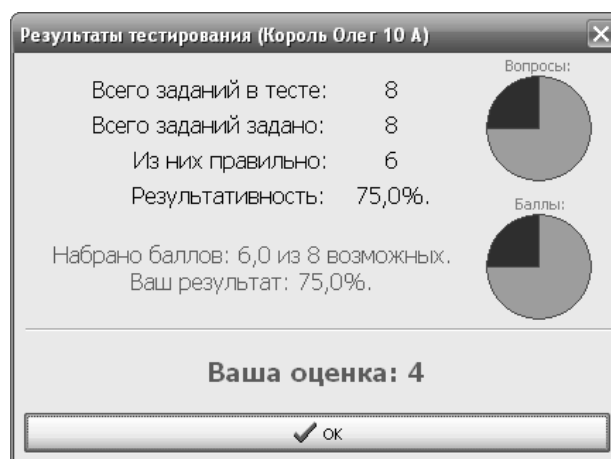 Результаты тестирования (Король Олег 10 А)
Вопросы:
Всего заданий в тесте: 8
Всего заданий задано: 8
Из них правильно: 6
Результативность: 75,0%.
Баллы:
Набрано баллов: 6,0 из 8 возможных.
Ваш результат: 75,0%.
Ваша оценка: 4
ОК